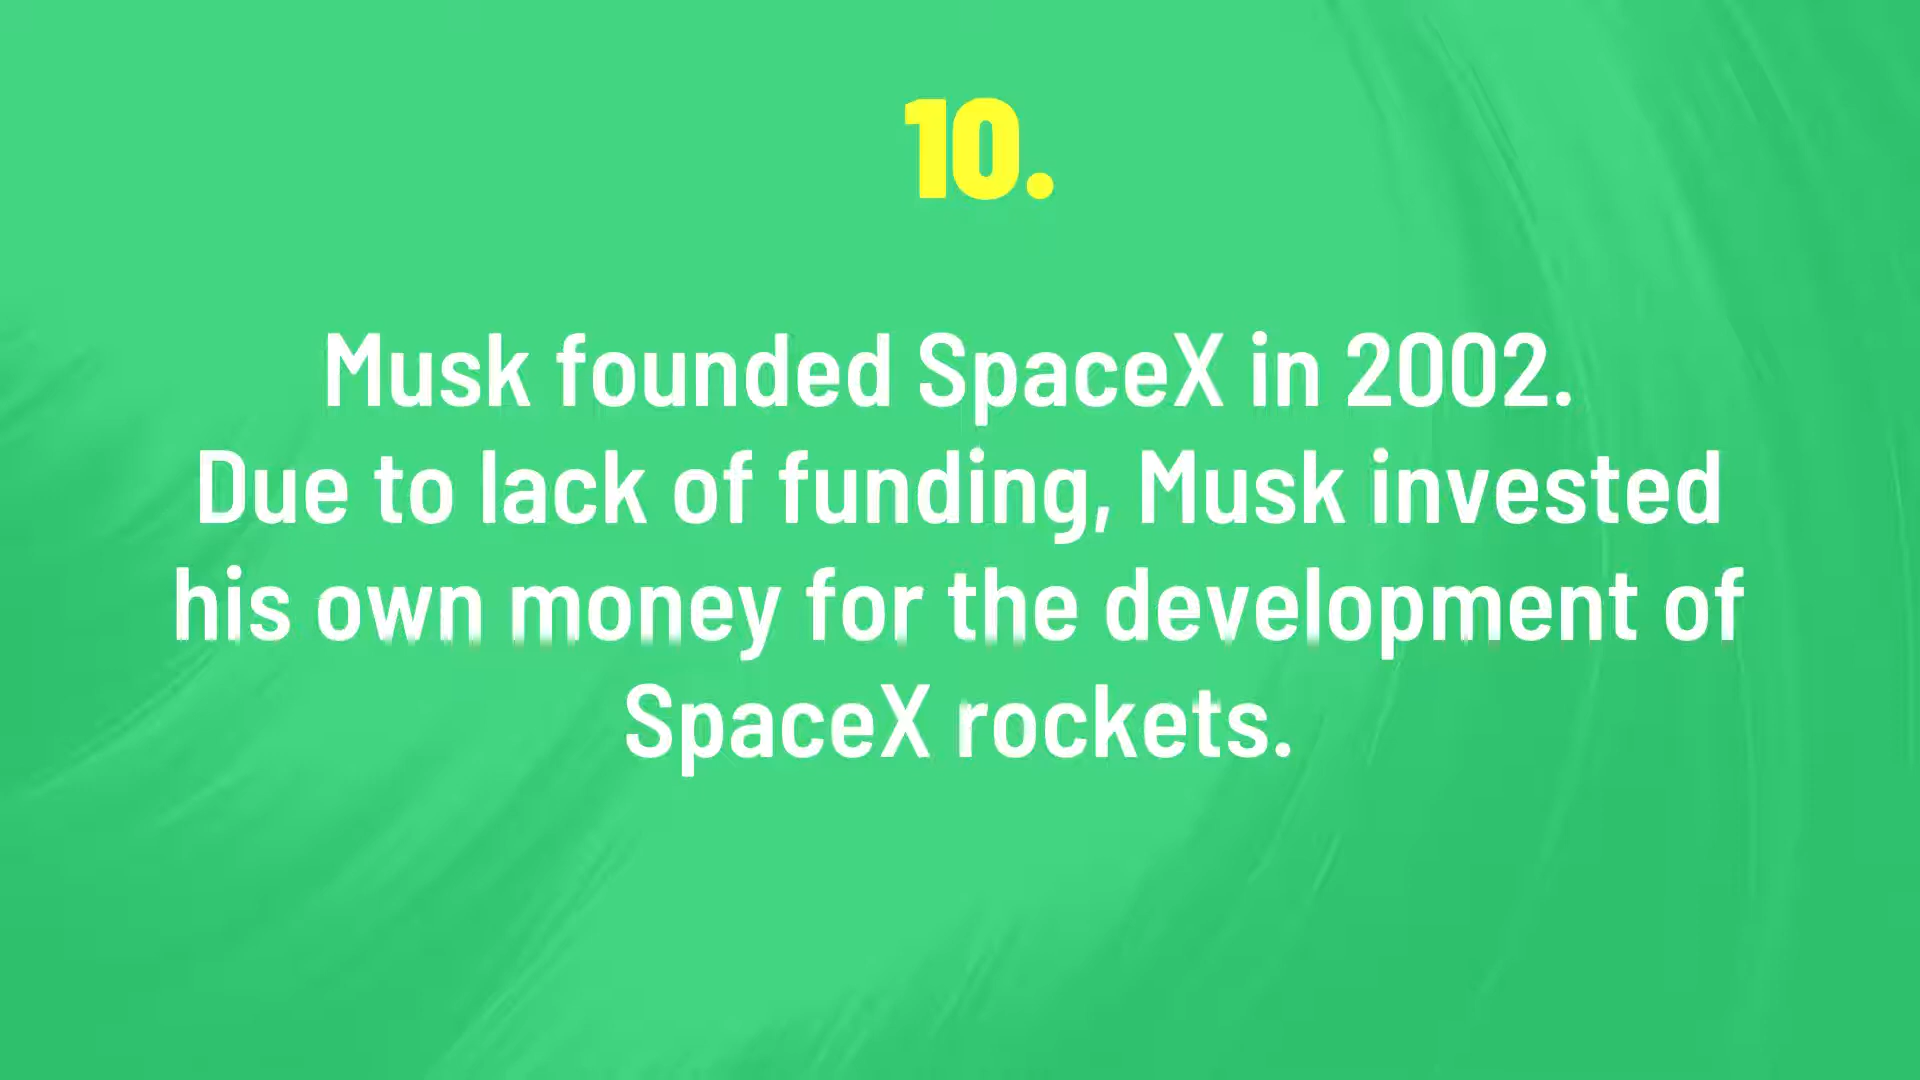 10.
Musk founded SpaceX in 2002.
Due to lack of funding, Musk invested
his own money for the development of
SpaceX rockets.